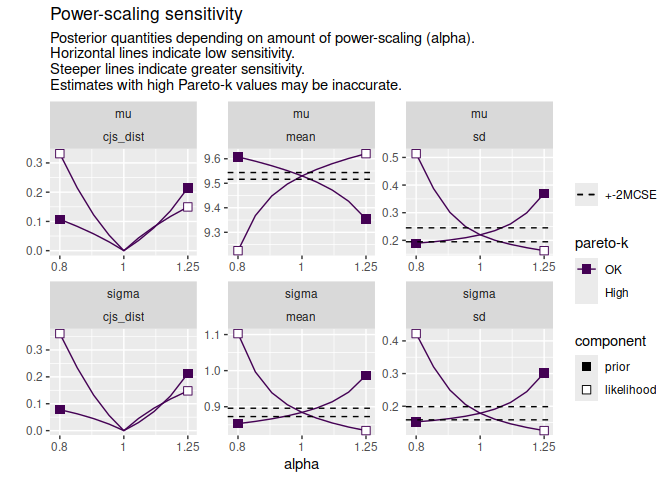 Power-scaling sensitivity
Posterior quantities depending on amount of power-scaling (alpha).
Horizontal lines indicate low sensitivity.
Steeper lines indicate greater sensitivity.
Estimates with high Pareto-k values may be inaccurate.
mu
cjs_dist
0.3
0.2
0.1
0.0
0.8
1
1.25
mu
mean
9.6
9.5
9.4
9.3
0.8
1
1.25
mu
sd
0.5
0.4
0.3
0.2
0.8
1
1.25
sigma
cjs_dist
0.3
0.2
0.1
0.0
0.8
1
1.25
sigma
mean
1.1
1.0
0.9
0.8
1
1.25
sigma
sd
0.4
0.3
0.2
0.8
1
1.25
alpha
+-2MCSE
pareto-k
OK
High
component
prior
likelihood